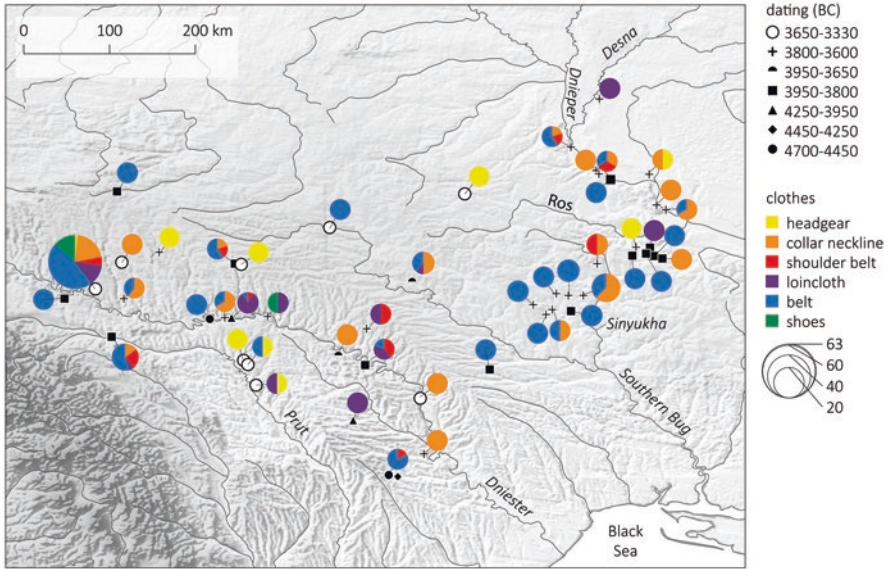 0 100 200 km
Desna
Dnieper
Ros
Sinyukha
Southern Bug
Prut
Dniester
Black
Sea
dating (BC)
3650-3330
3800-3600
3950-3650
3950-3800
4250-3950
4450-4250
4700-4450
clothes
headgear
collar neckline
shoulder belt
loincloth
belt
shoes
63
60
40
20